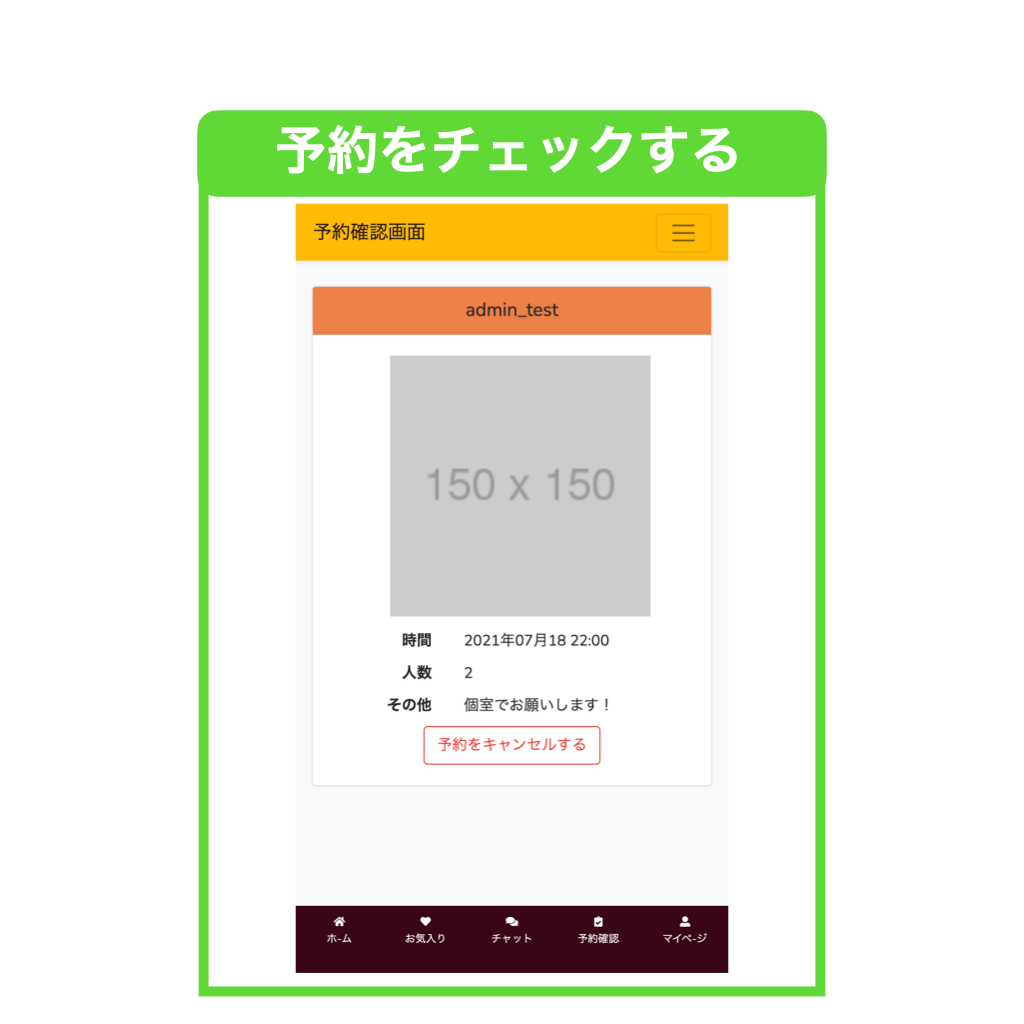 予約をチェックする
予約確認画面
admin_test
150 x 150
時間 2021年07月18 22:00
人数 2
その他 個室でお願いします！
予約をキャンセルする
ホ-ム お気入り チャット 予約確認 マイペ-ジ